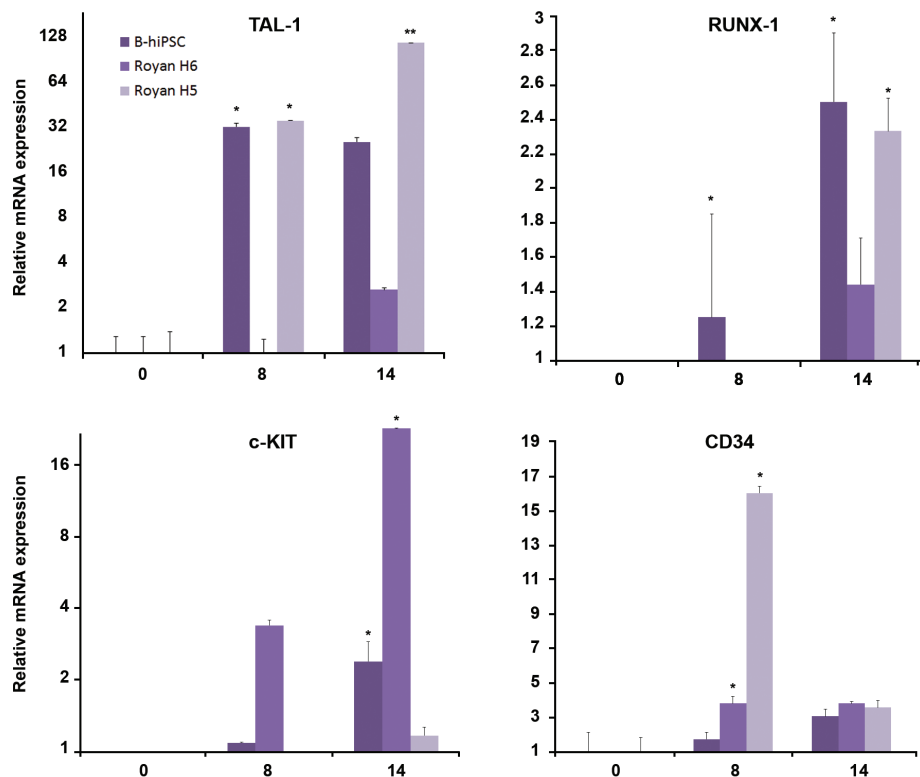 TAL-1
B-hiPSC
Royan H6
Royan H5
Relative mRNA expression
128
64
32
16
8
4
2
1
* * **
0 8 14
RUNX-1
3
2.8
2.6
2.4
2.2
2
1.8
1.6
1.4
1.2
1
* * *
0 8 14
c-KIT
Relative mRNA expression
16
8
4
2
1
* *
0 8 14
CD34
19
17
15
13
11
9
7
5
3
1
* *
0 8 14